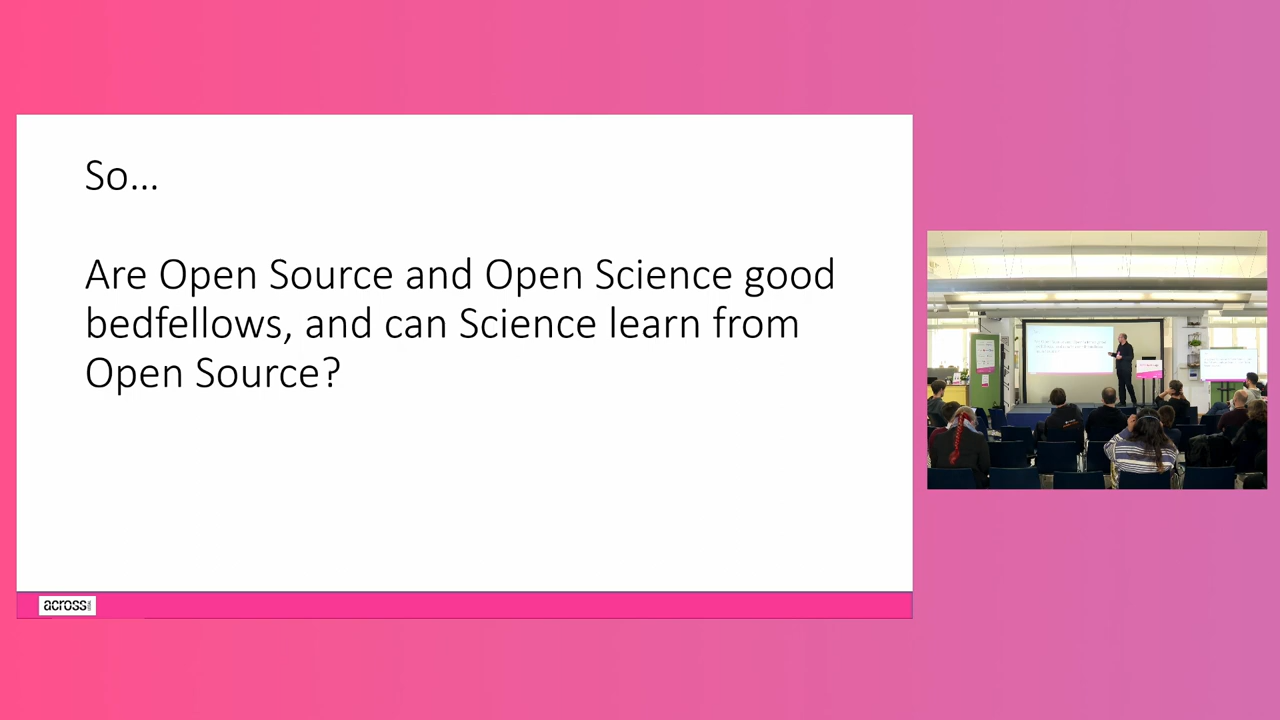 So...
Are Open Source and Open Science good
bedfellows, and can Science learn from
Open Source?
across